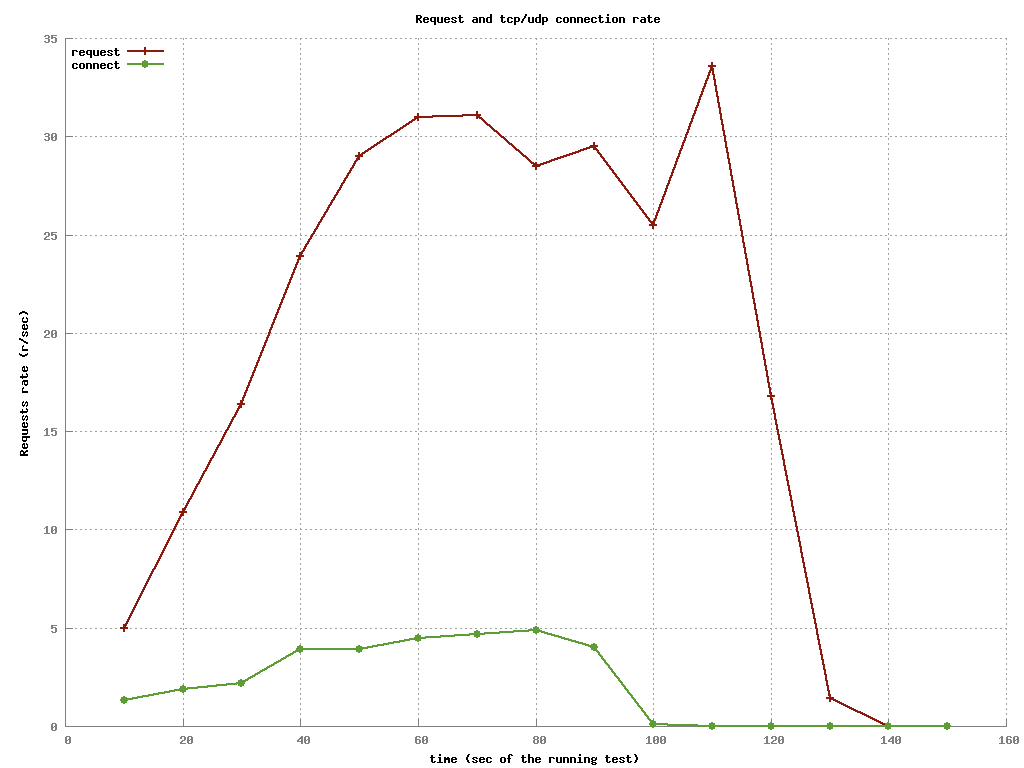 Request and tcp/udp connection rate
request
connect
35
30
25
20
15
10
5
0
Requests rate (r/sec)
0 20 40 60 80 100 120 140 160
time (sec of the running test)